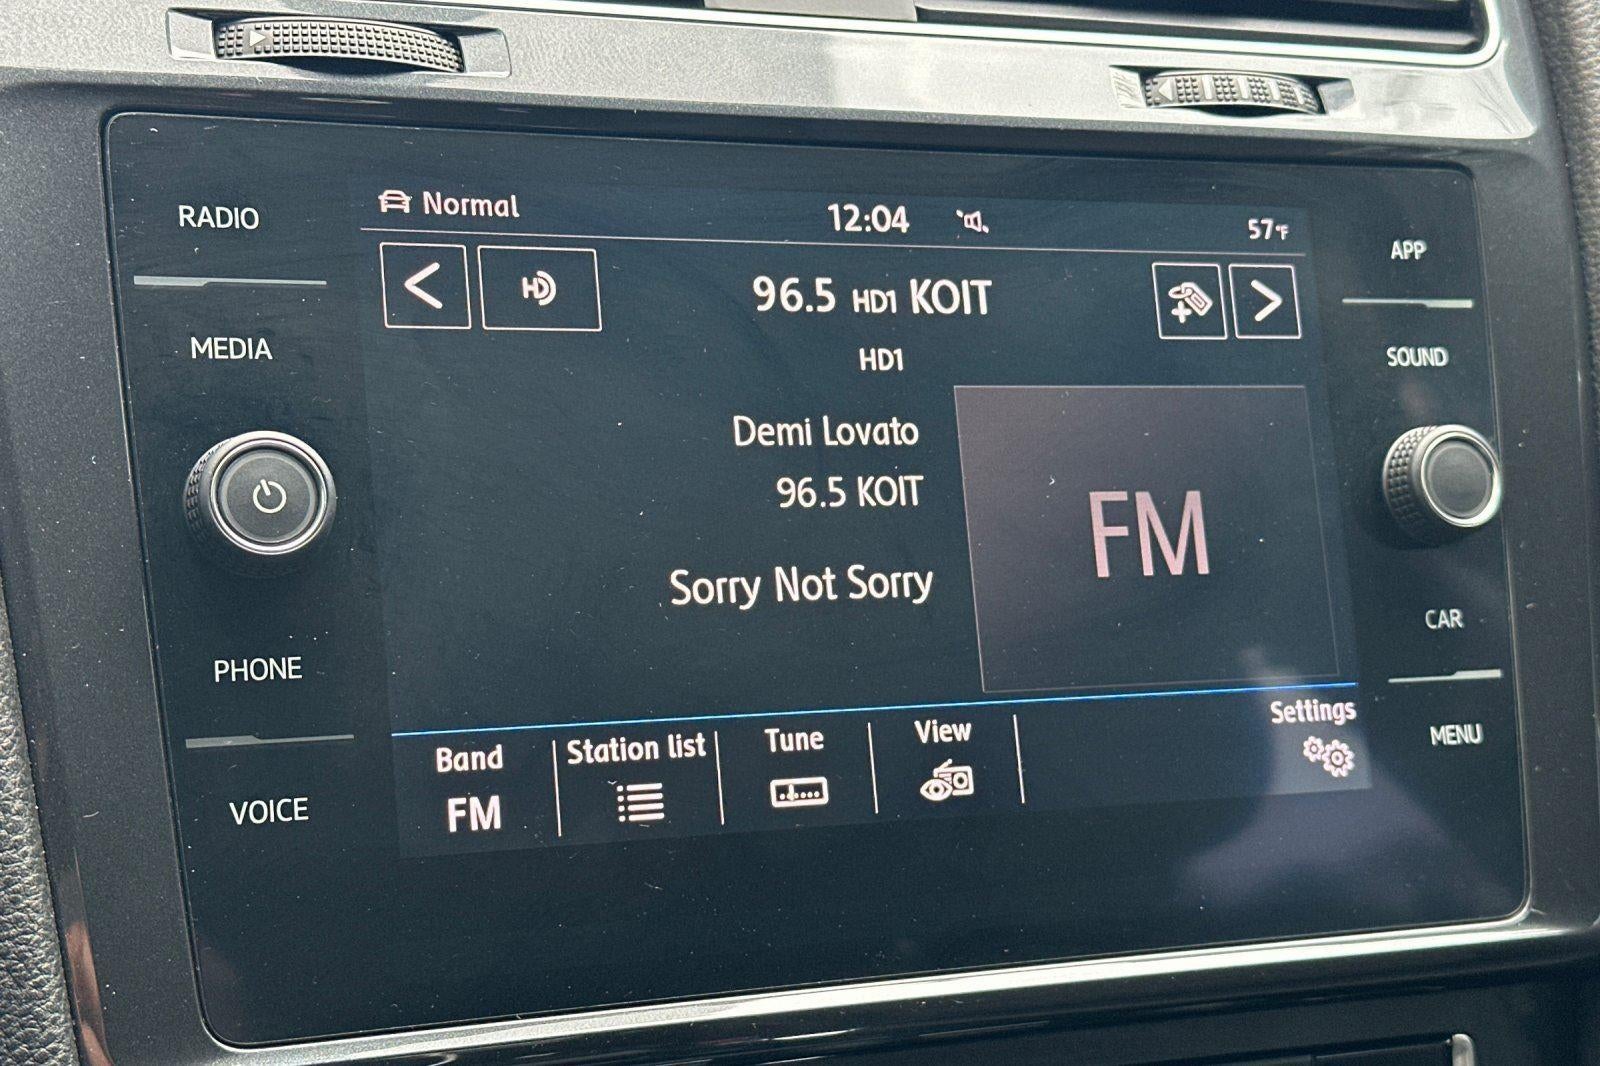 RADIO
MEDIA
PHONE
VOICE
Normal
12:04
57°F
HD
96.5 HD1 KOIT
HD1
Demi Lovato
96.5 KOIT
Sorry Not Sorry
FM
Band
FM
Station list
Tune
View
Settings
APP
SOUND
CAR
MENU